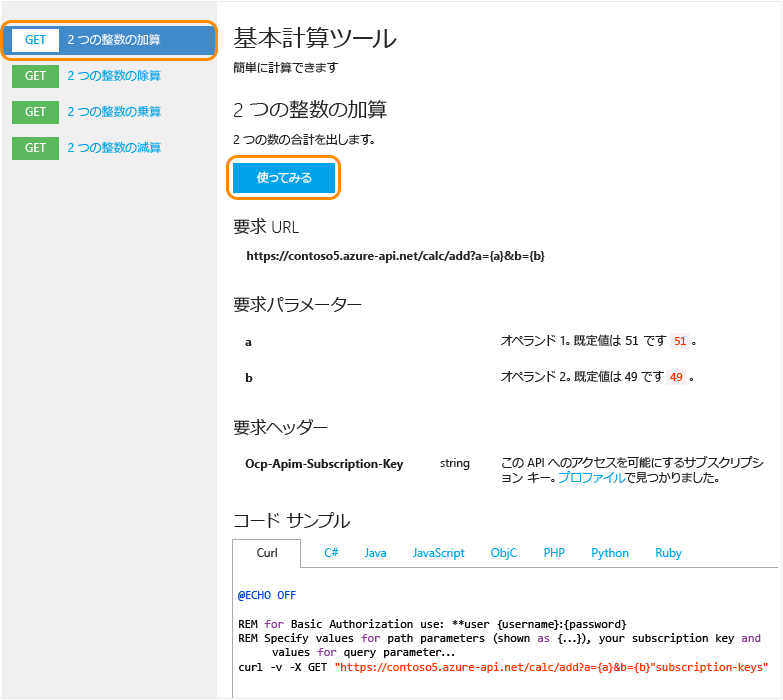 GET 2 つの整数の加算
GET 2 つの整数の除算
GET 2 つの整数の乗算
GET 2 つの整数の減算
基本計算ツール
簡単に計算できます
2 つの整数の加算
2 つの数の合計を出します。
使ってみる
要求 URL
https://contoso5.azure-api.net/calc/add?a={a}&b={b}
要求パラメーター
a オペランド 1。既定値は 51 です 51 。
b オペランド 2。既定値は 49 です 49 。
要求ヘッダー
Ocp-Apim-Subscription-Key string この API へのアクセスを可能にするサブスクリプシ
ョン キー。プロファイルで見つかりました。
コード サンプル
Curl C# Java JavaScript ObjC PHP Python Ruby
@ECHO OFF
REM for Basic Authorization use: **user {username}:{password}
REM Specify values for path parameters (shown as {...}), your subscription key and
values for query parameter...
curl -v -X GET "https://contoso5.azure-api.net/calc/add?a={a}&b={b}"subscription-keys"